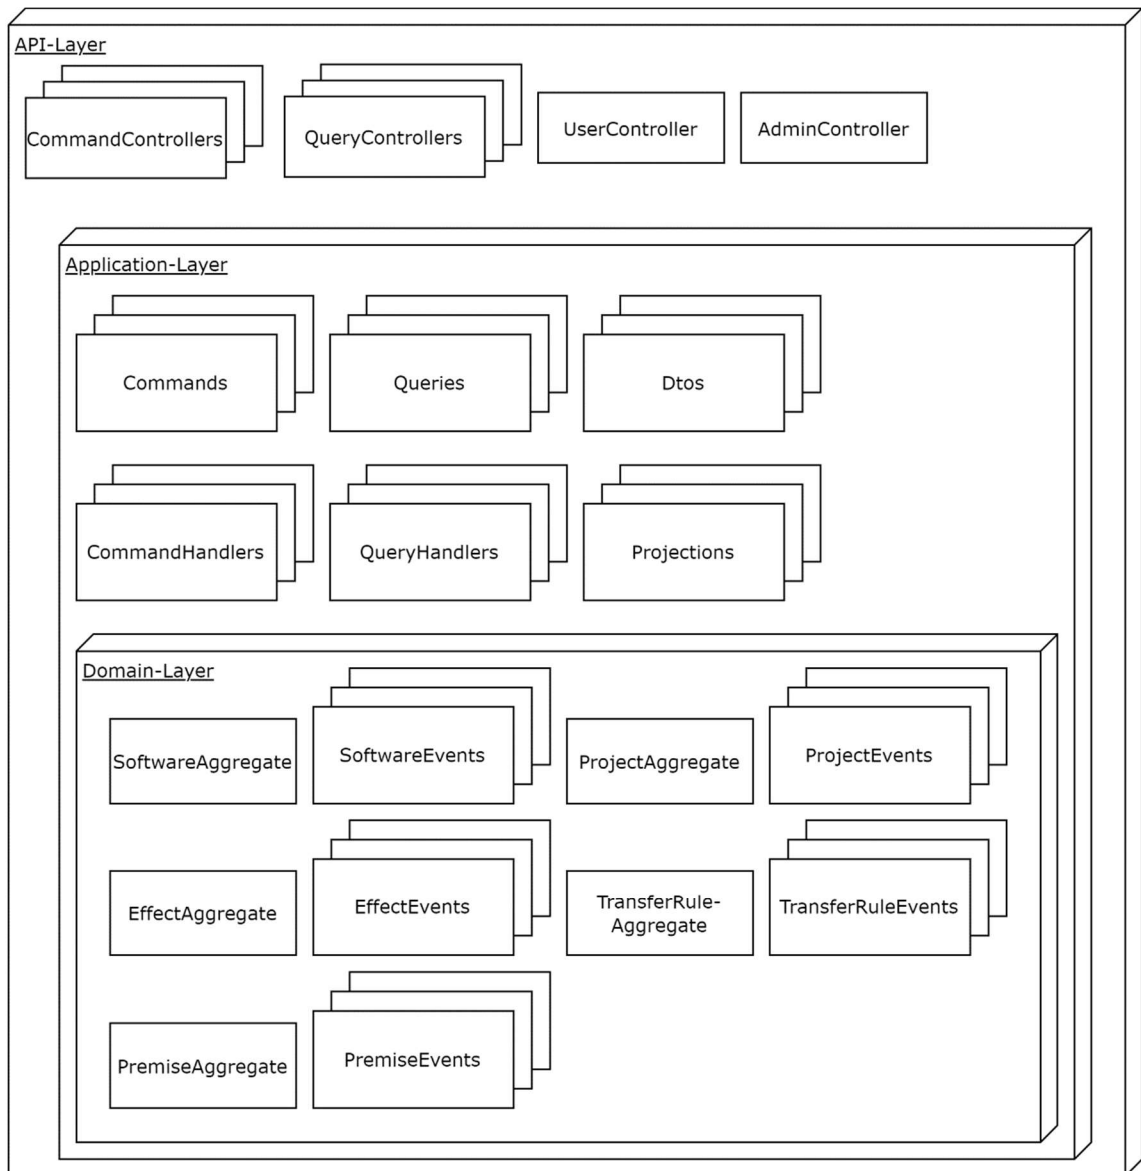 API-Layer
CommandControllers
QueryControllers
UserController
AdminController
Application-Layer
Commands
Queries
Dtos
CommandHandlers
QueryHandlers
Projections
Domain-Layer
SoftwareAggregate
SoftwareEvents
ProjectAggregate
ProjectEvents
EffectAggregate
EffectEvents
TransferRule-
Aggregate
TransferRuleEvents
PremiseAggregate
PremiseEvents